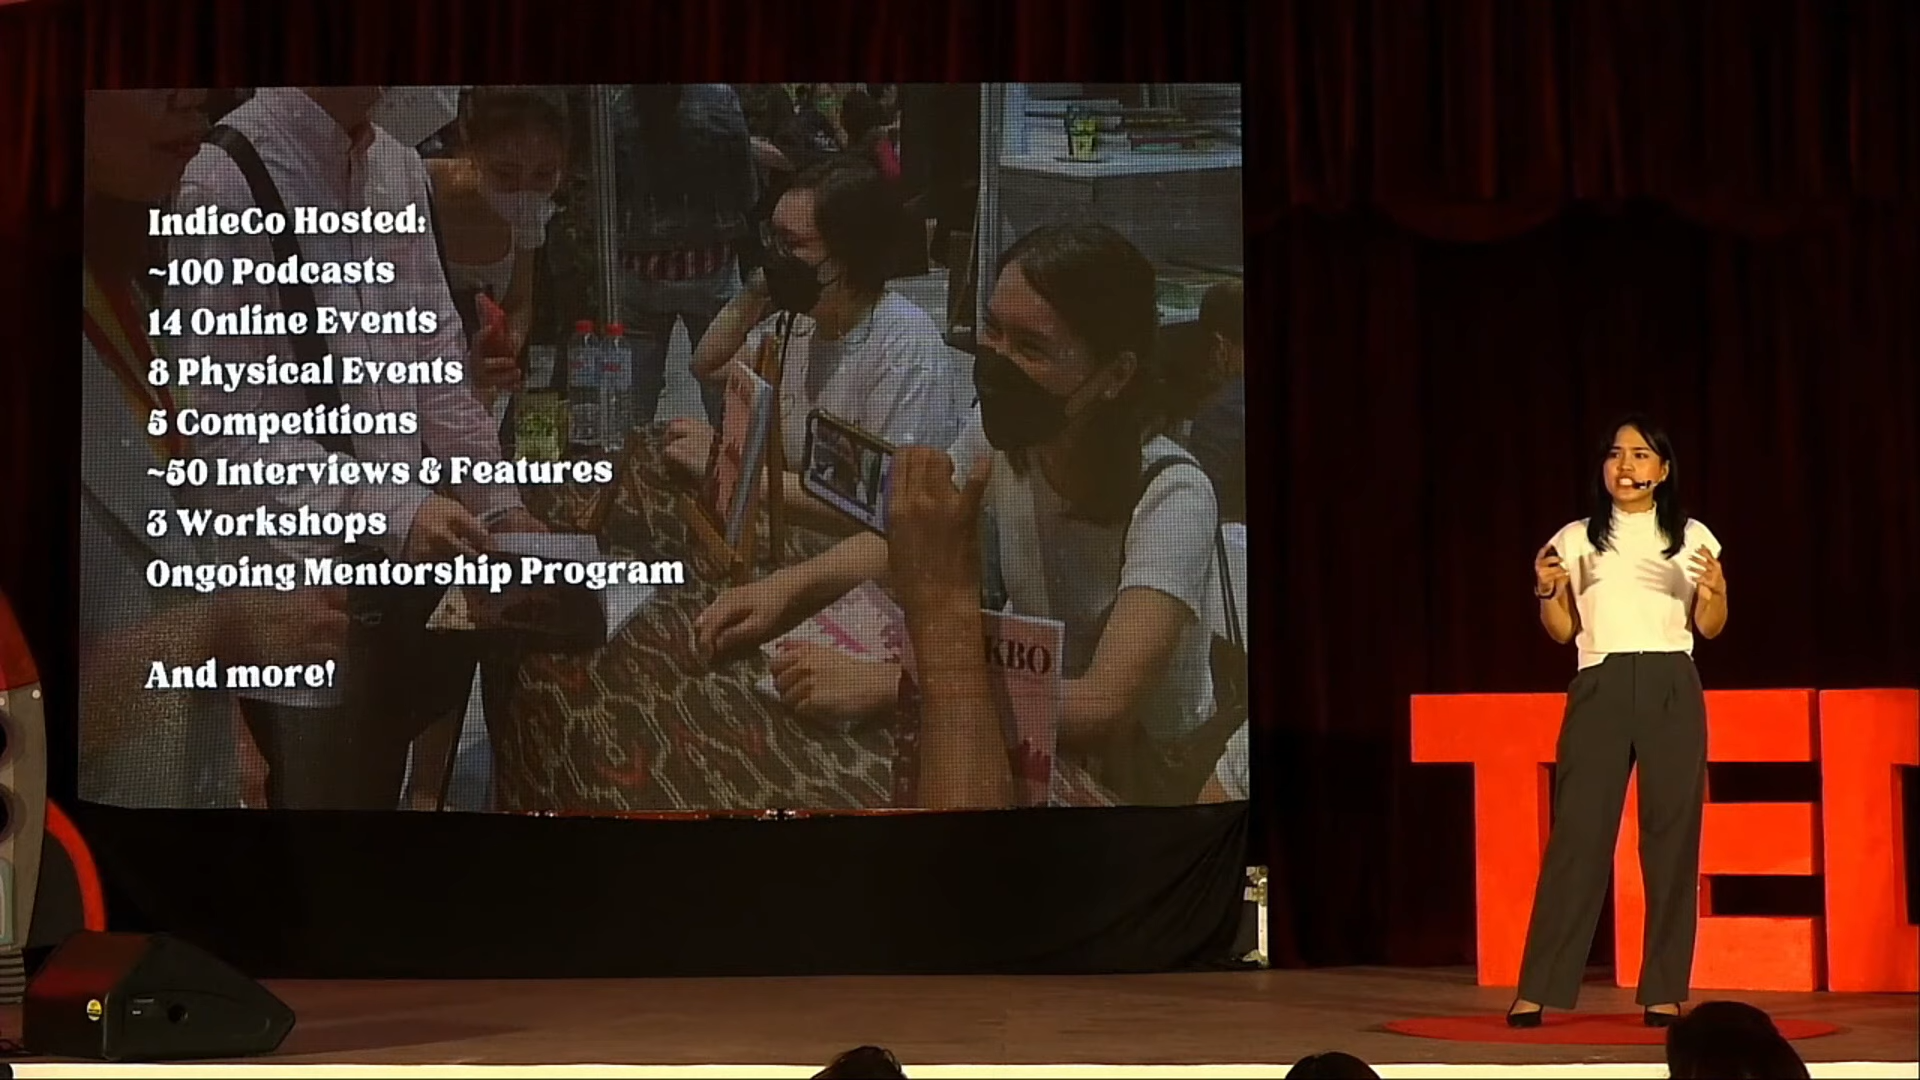 IndieCo Hosted:
~100 Podcasts
14 Online Events
8 Physical Events
5 Competitions
~50 Interviews & Features
3 Workshops
Ongoing Mentorship Program
And more!
KBO
TED